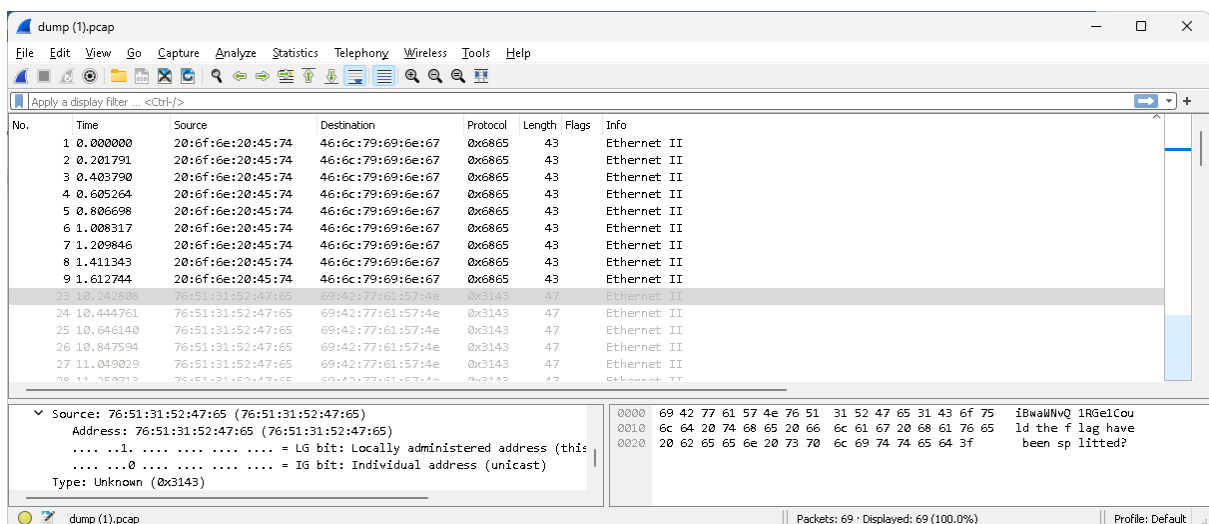 dump (1).pcap
File Edit View Go Capture Analyze Statistics Telephony Wireless Tools Help
Apply a display filter ... <Ctrl-/>
No. Time Source Destination Protocol Length Flags Info
1 0.000000 20:6f:6e:20:45:74 46:6c:79:69:6e:67 0x6865 43 Ethernet II
2 0.201791 20:6f:6e:20:45:74 46:6c:79:69:6e:67 0x6865 43 Ethernet II
3 0.403790 20:6f:6e:20:45:74 46:6c:79:69:6e:67 0x6865 43 Ethernet II
4 0.605264 20:6f:6e:20:45:74 46:6c:79:69:6e:67 0x6865 43 Ethernet II
5 0.806698 20:6f:6e:20:45:74 46:6c:79:69:6e:67 0x6865 43 Ethernet II
6 1.008317 20:6f:6e:20:45:74 46:6c:79:69:6e:67 0x6865 43 Ethernet II
7 1.209846 20:6f:6e:20:45:74 46:6c:79:69:6e:67 0x6865 43 Ethernet II
8 1.411343 20:6f:6e:20:45:74 46:6c:79:69:6e:67 0x6865 43 Ethernet II
9 1.612744 20:6f:6e:20:45:74 46:6c:79:69:6e:67 0x6865 43 Ethernet II
23 10.242808 76:51:31:52:47:65 69:42:77:61:57:4e 0x3143 47 Ethernet II
24 10.444761 76:51:31:52:47:65 69:42:77:61:57:4e 0x3143 47 Ethernet II
25 10.646140 76:51:31:52:47:65 69:42:77:61:57:4e 0x3143 47 Ethernet II
26 10.847594 76:51:31:52:47:65 69:42:77:61:57:4e 0x3143 47 Ethernet II
27 11.049029 76:51:31:52:47:65 69:42:77:61:57:4e 0x3143 47 Ethernet II
Source: 76:51:31:52:47:65 (76:51:31:52:47:65)
Address: 76:51:31:52:47:65 (76:51:31:52:47:65)
.... ..1. .... .... .... .... = LG bit: Locally administered address (this
.... ...0 .... .... .... .... = IG bit: Individual address (unicast)
Type: Unknown (0x3143)
0000 69 42 77 61 57 4e 76 51 31 52 47 65 31 43 6f 75 iBwaWNvQ 1RGe1Cou
0010 6c 64 20 74 68 65 20 66 6c 61 67 20 68 61 76 65 ld the f lag have
0020 20 62 65 65 6e 20 73 70 6c 69 74 74 65 64 3f been sp litted?
dump (1).pcap Packets: 69 · Displayed: 69 (100.0%) Profile: Default